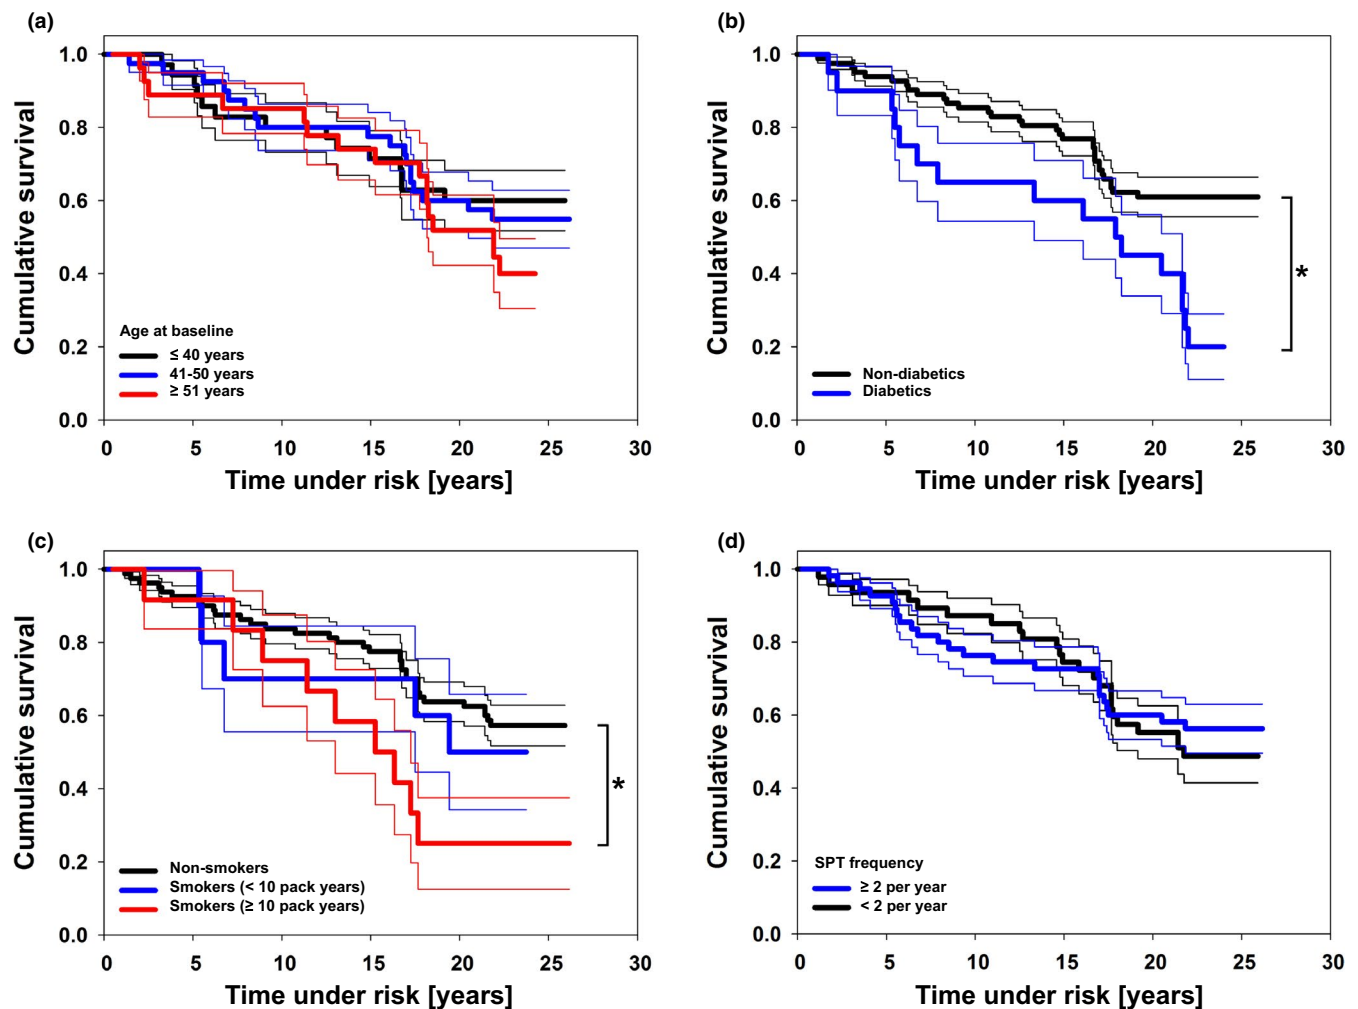 (a)
Cumulative survival
1.0
0.8
0.6
0.4
0.2
0.0
Age at baseline
≤ 40 years
41-50 years
≥ 51 years
0 5 10 15 20 25 30
Time under risk [years]
(b)
Cumulative survival
1.0
0.8
0.6
0.4
0.2
0.0
*
Non-diabetics
Diabetics
0 5 10 15 20 25 30
Time under risk [years]
(c)
Cumulative survival
1.0
0.8
0.6
0.4
0.2
0.0
*
Non-smokers
Smokers (< 10 pack years)
Smokers (≥ 10 pack years)
0 5 10 15 20 25 30
Time under risk [years]
(d)
Cumulative survival
1.0
0.8
0.6
0.4
0.2
0.0
SPT frequency
≥ 2 per year
< 2 per year
0 5 10 15 20 25 30
Time under risk [years]